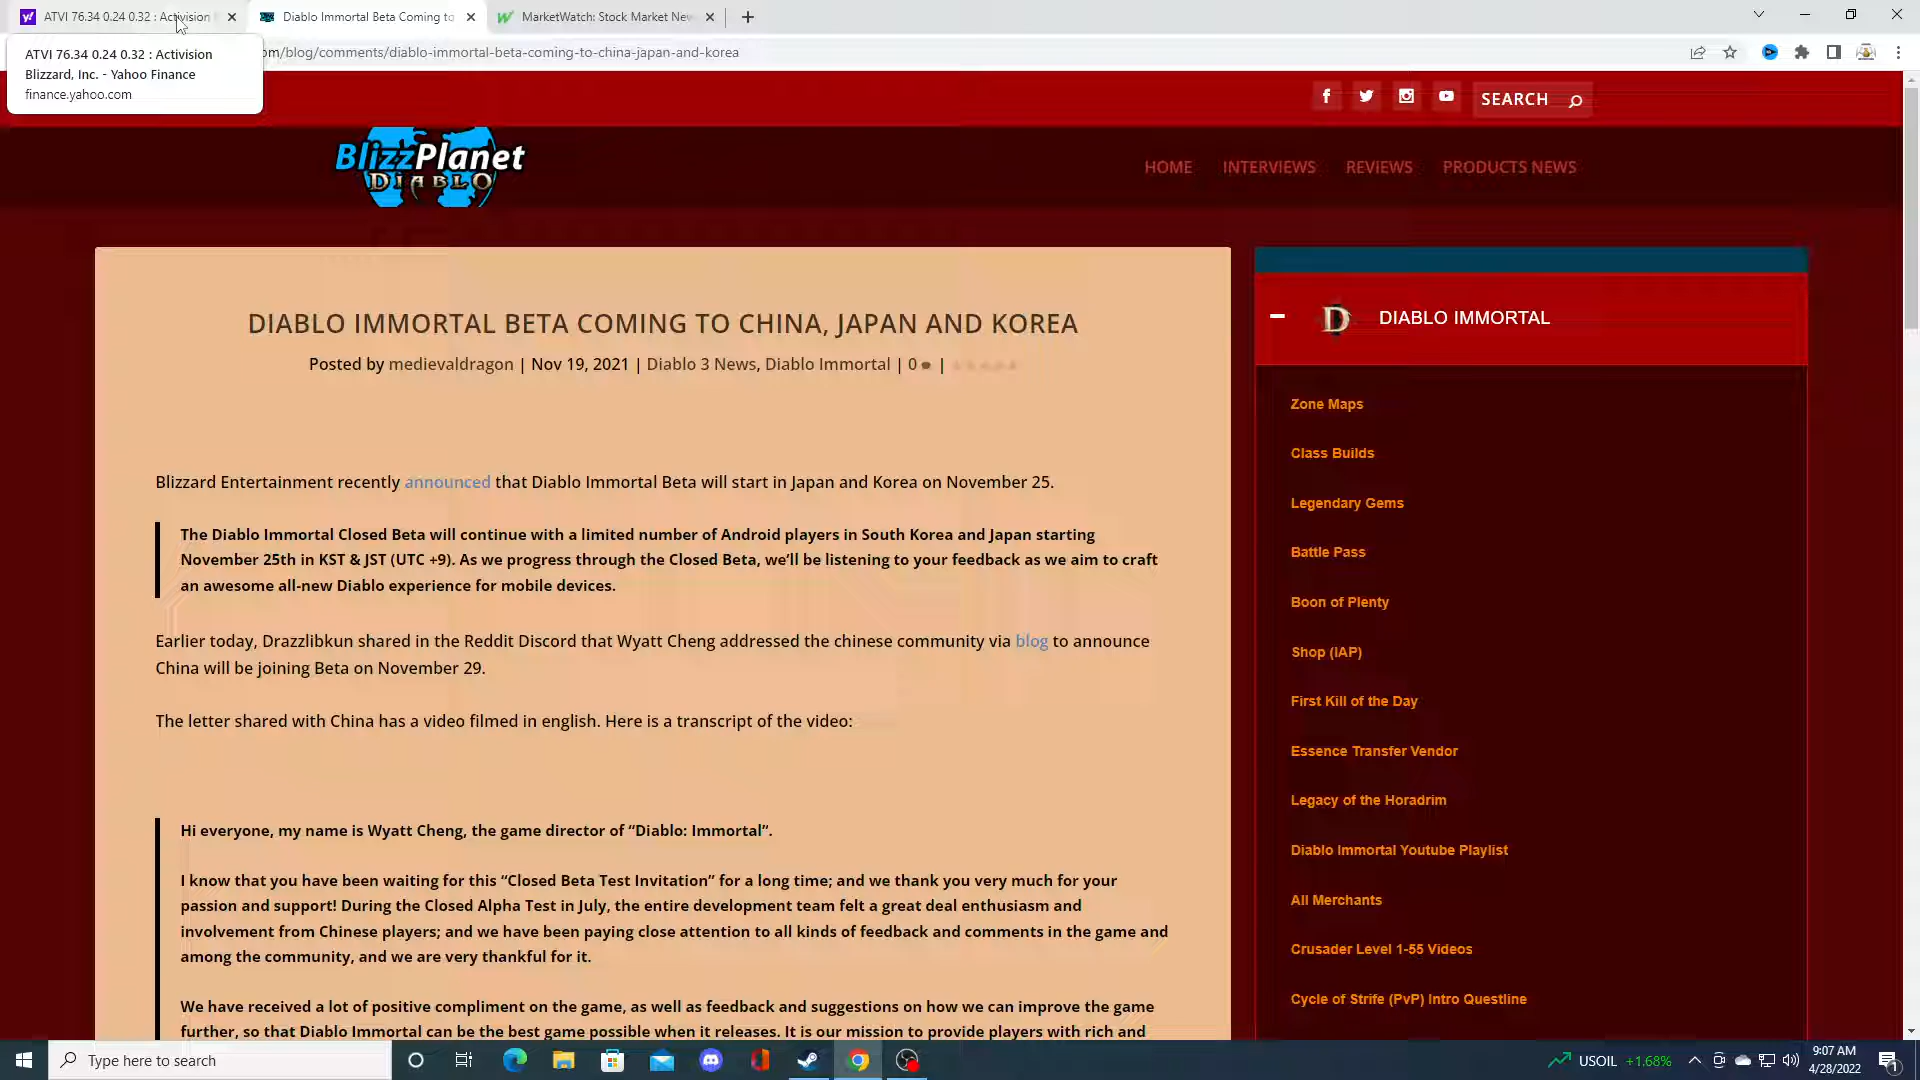 ATVI 76.34 0.24 0.32 : Activision
Diablo Immortal Beta Coming to
MarketWatch: Stock Market New
ATVI 76.34 0.24 0.32 : Activision
Blizzard, Inc. - Yahoo Finance
finance.yahoo.com
om/blog/comments/diablo-immortal-beta-coming-to-china-japan-and-korea
SEARCH
BlizzPlanet
DIABLO
HOME
INTERVIEWS
REVIEWS
PRODUCTS NEWS
DIABLO IMMORTAL BETA COMING TO CHINA, JAPAN AND KOREA
Posted by medievaldragon | Nov 19, 2021 | Diablo 3 News, Diablo Immortal | 0 |
Blizzard Entertainment recently announced that Diablo Immortal Beta will start in Japan and Korea on November 25.
The Diablo Immortal Closed Beta will continue with a limited number of Android players in South Korea and Japan starting
November 25th in KST & JST (UTC +9). As we progress through the Closed Beta, we’ll be listening to your feedback as we aim to craft
an awesome all-new Diablo experience for mobile devices.
Earlier today, Drazzlibkun shared in the Reddit Discord that Wyatt Cheng addressed the chinese community via blog to announce
China will be joining Beta on November 29.
The letter shared with China has a video filmed in english. Here is a transcript of the video:
Hi everyone, my name is Wyatt Cheng, the game director of “Diablo: Immortal”.
I know that you have been waiting for this “Closed Beta Test Invitation” for a long time; and we thank you very much for your
passion and support! During the Closed Alpha Test in July, the entire development team felt a great deal enthusiasm and
involvement from Chinese players; and we have been paying close attention to all kinds of feedback and comments in the game and
among the community, and we are very thankful for it.
We have received a lot of positive compliment on the game, as well as feedback and suggestions on how we can improve the game
further, so that Diablo Immortal can be the best game possible when it releases. It is our mission to provide players with rich and
D DIABLO IMMORTAL
Zone Maps
Class Builds
Legendary Gems
Battle Pass
Boon of Plenty
Shop (IAP)
First Kill of the Day
Essence Transfer Vendor
Legacy of the Horadrim
Diablo Immortal Youtube Playlist
All Merchants
Crusader Level 1-55 Videos
Cycle of Strife (PvP) Intro Questline
Type here to search
USOIL +1.68%
9:07 AM
4/28/2022
1